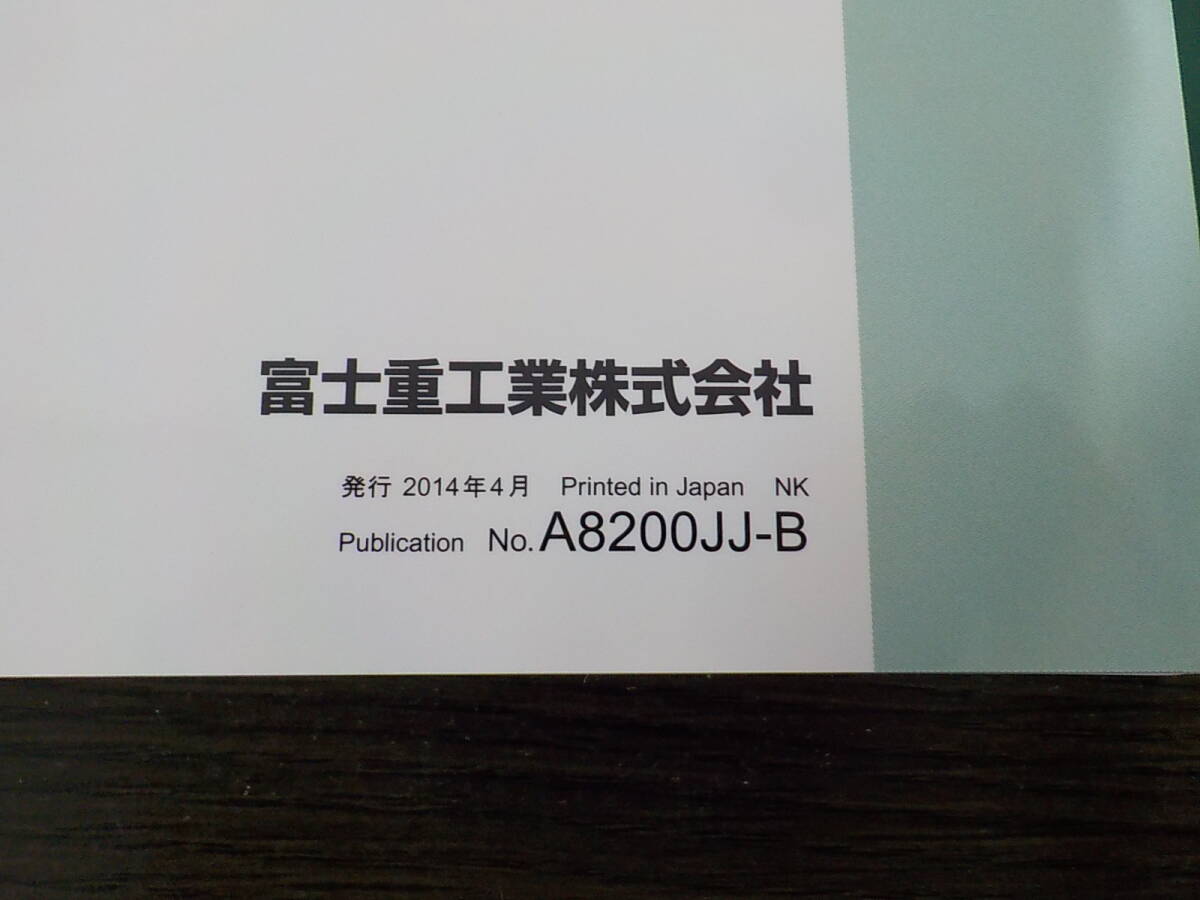 富士重工業株式会社
発行 2014年4月 Printed in Japan NK
Publication No. A8200JJ-B